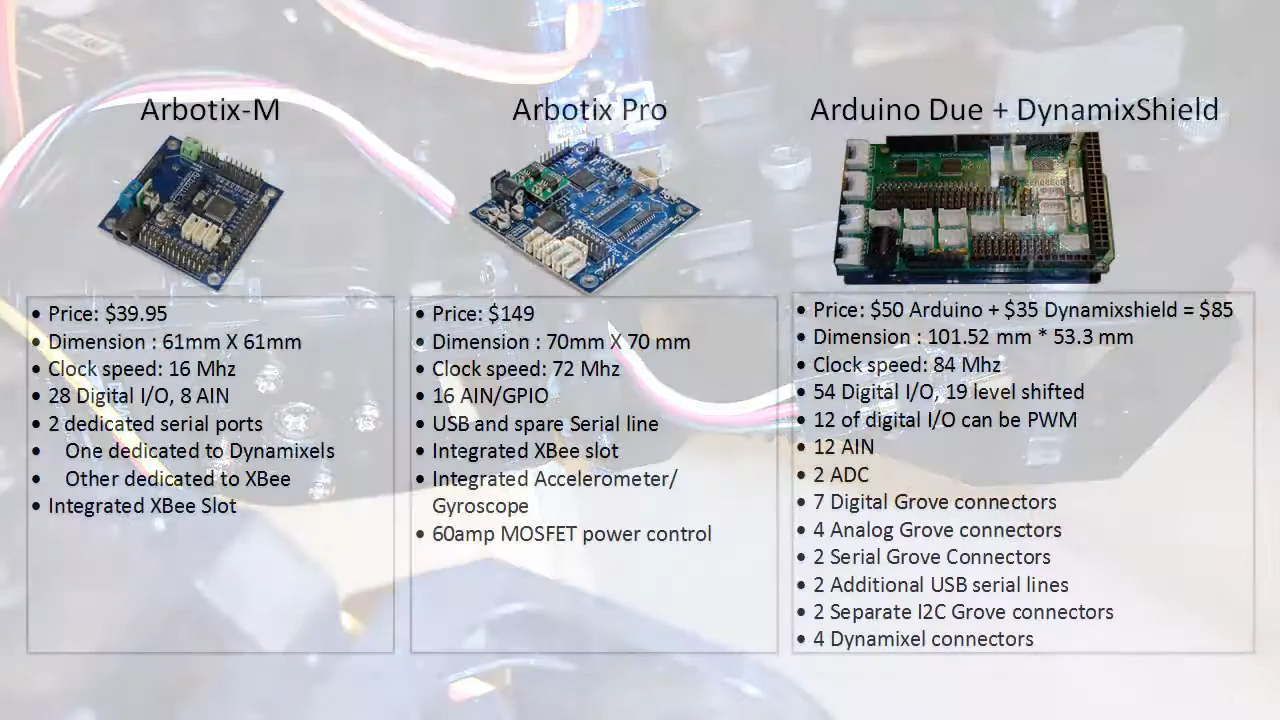 Arbotix-M
• Price: $39.95
• Dimension : 61mm X 61mm
• Clock speed: 16 Mhz
• 28 Digital I/O, 8 AIN
• 2 dedicated serial ports
• One dedicated to Dynamixels
• Other dedicated to XBee
• Integrated XBee Slot
Arbotix Pro
• Price: $149
• Dimension : 70mm X 70 mm
• Clock speed: 72 Mhz
• 16 AIN/GPIO
• USB and spare Serial line
• Integrated XBee slot
• Integrated Accelerometer/
Gyroscope
• 60amp MOSFET power control
Arduino Due + DynamixShield
• Price: $50 Arduino + $35 Dynamixshield = $85
• Dimension : 101.52 mm * 53.3 mm
• Clock speed: 84 Mhz
• 54 Digital I/O, 19 level shifted
• 12 of digital I/O can be PWM
• 12 AIN
• 2 ADC
• 7 Digital Grove connectors
• 4 Analog Grove connectors
• 2 Serial Grove Connectors
• 2 Additional USB serial lines
• 2 Separate I2C Grove connectors
• 4 Dynamixel connectors